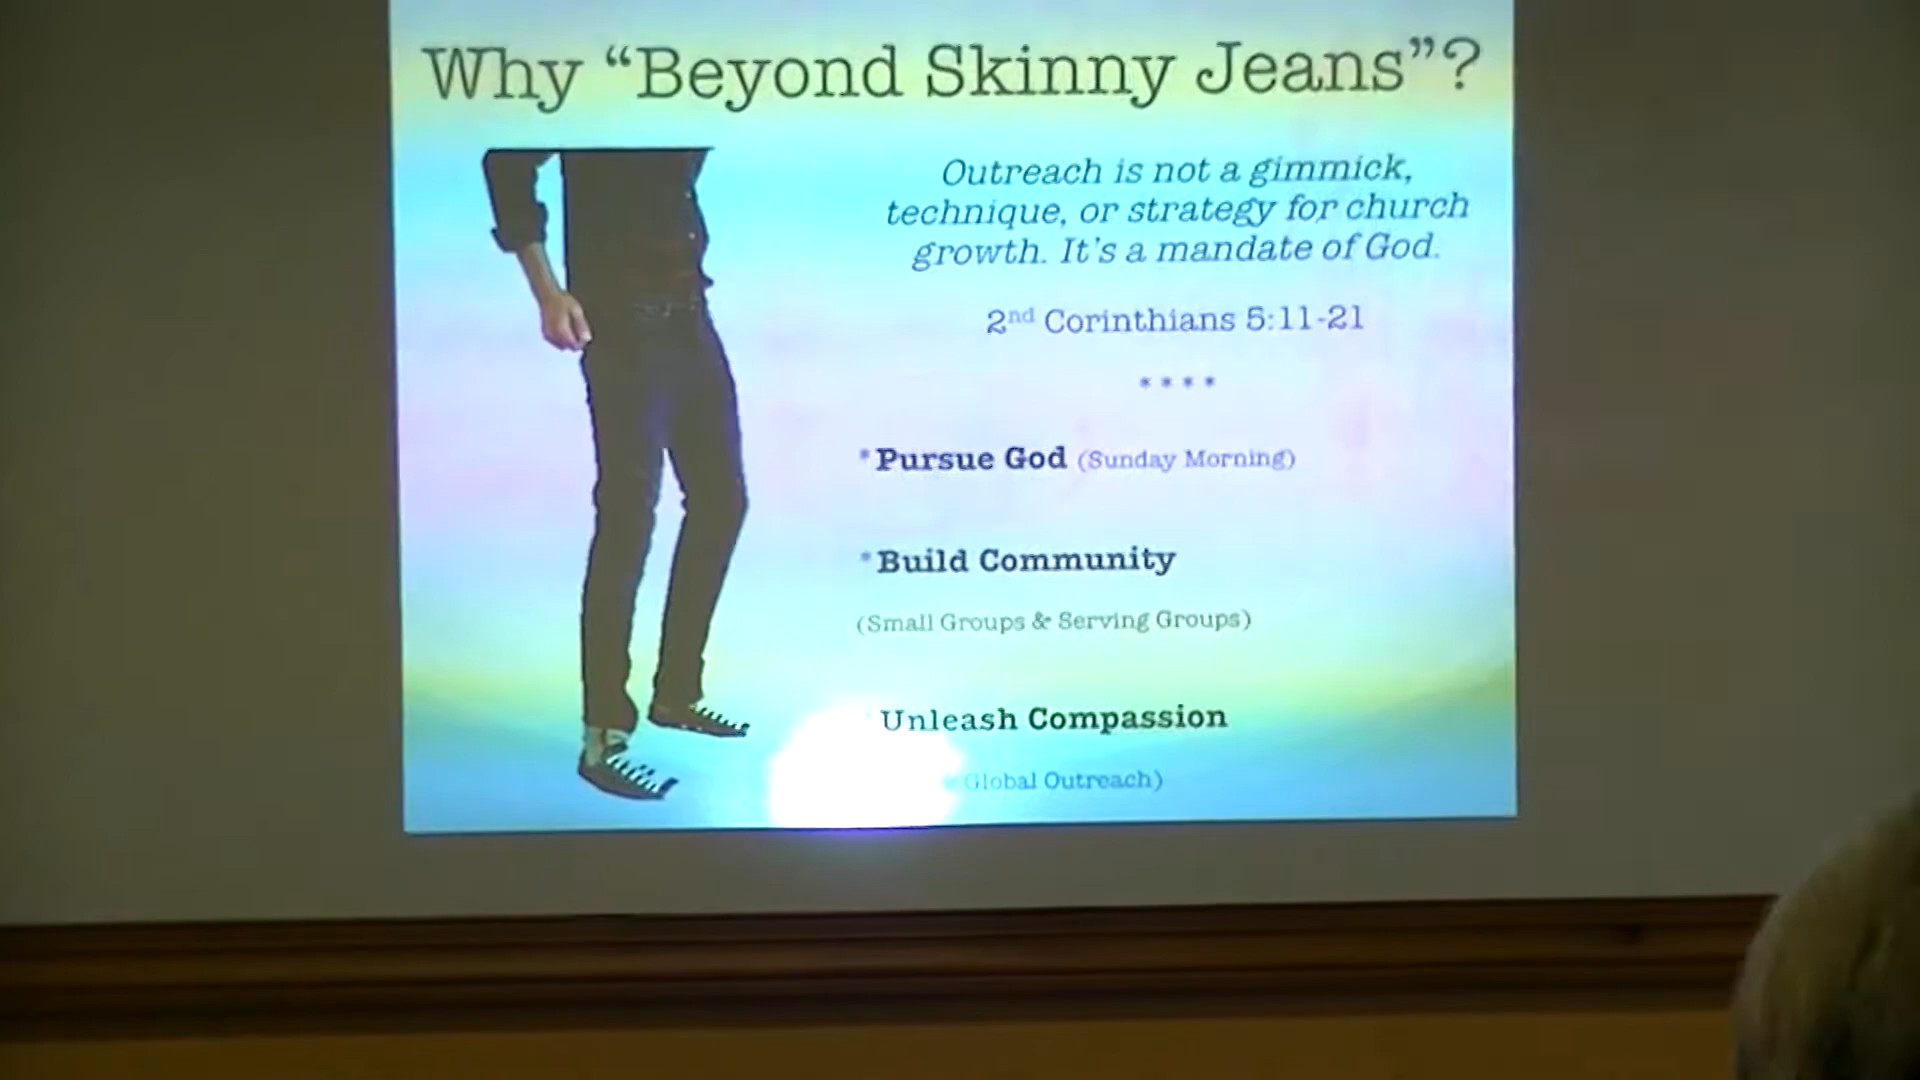 Why “Beyond Skinny Jeans”?
Outreach is not a gimmick,
technique, or strategy for church
growth. It’s a mandate of God.
2nd Corinthians 5:11-21
* * * *
*Pursue God (Sunday Morning)
*Build Community
(Small Groups & Serving Groups)
Unleash Compassion
Global Outreach)